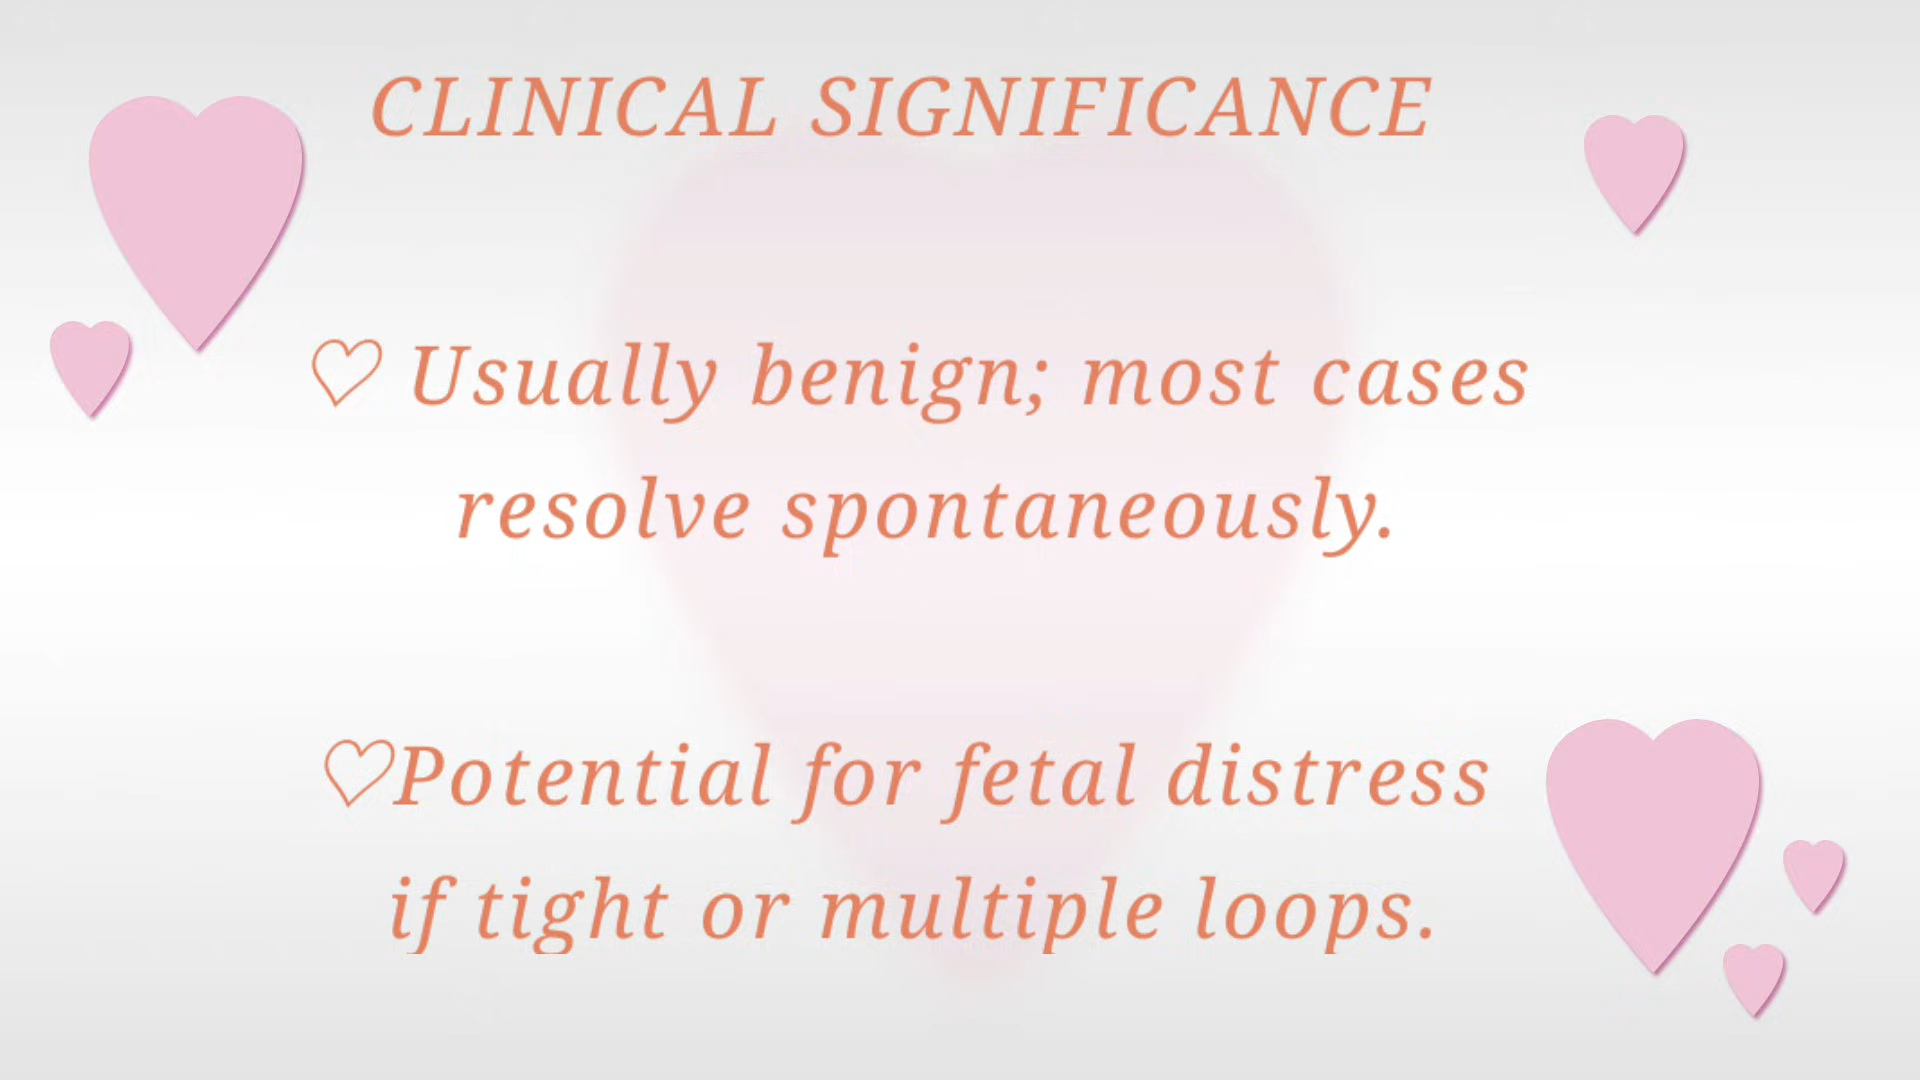 CLINICAL SIGNIFICANCE
♡ Usually benign; most cases
resolve spontaneously.
♡Potential for fetal distress
if tight or multiple loops.